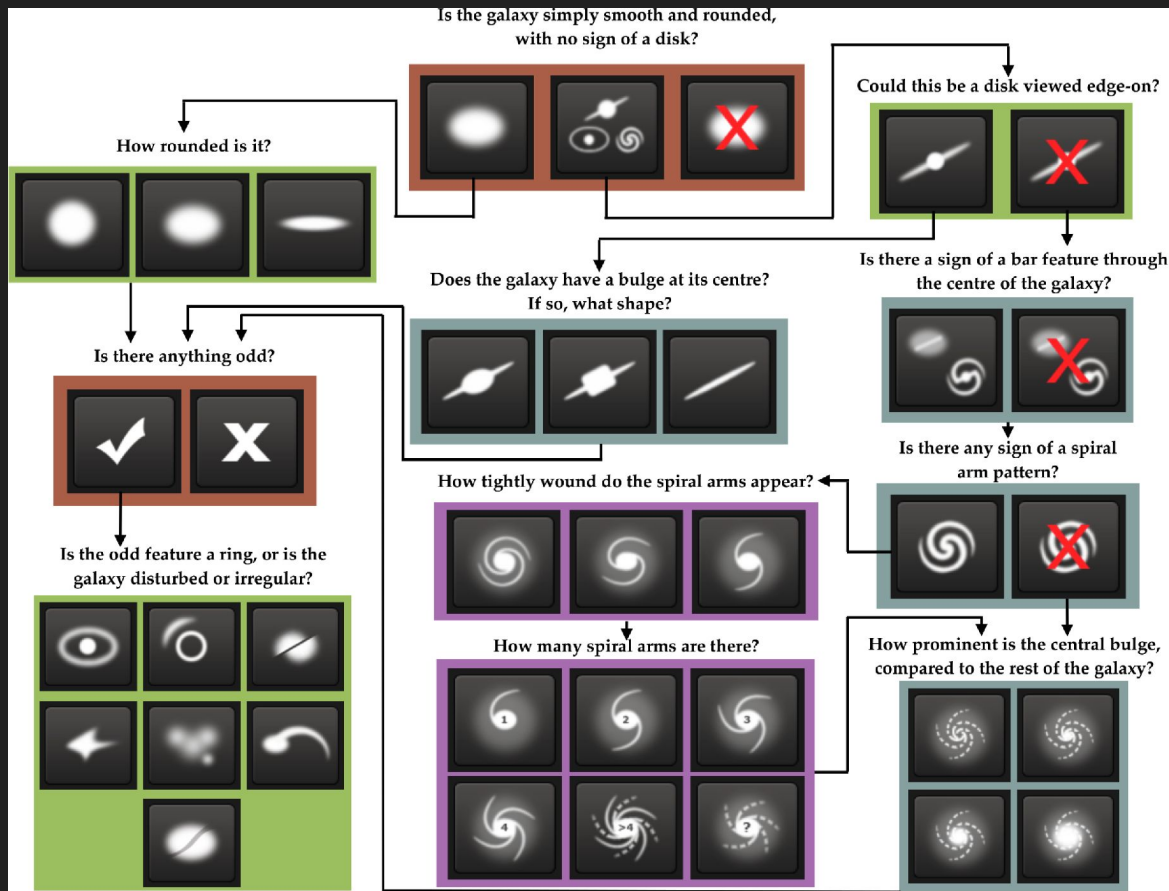 Is the galaxy simply smooth and rounded,
with no sign of a disk?
Could this be a disk viewed edge-on?
How rounded is it?
Does the galaxy have a bulge at its centre?
If so, what shape?
Is there a sign of a bar feature through
the centre of the galaxy?
Is there anything odd?
Is there any sign of a spiral
arm pattern?
How tightly wound do the spiral arms appear?
Is the odd feature a ring, or is the
galaxy disturbed or irregular?
How many spiral arms are there?
1
2
3
4
>4
?
How prominent is the central bulge,
compared to the rest of the galaxy?